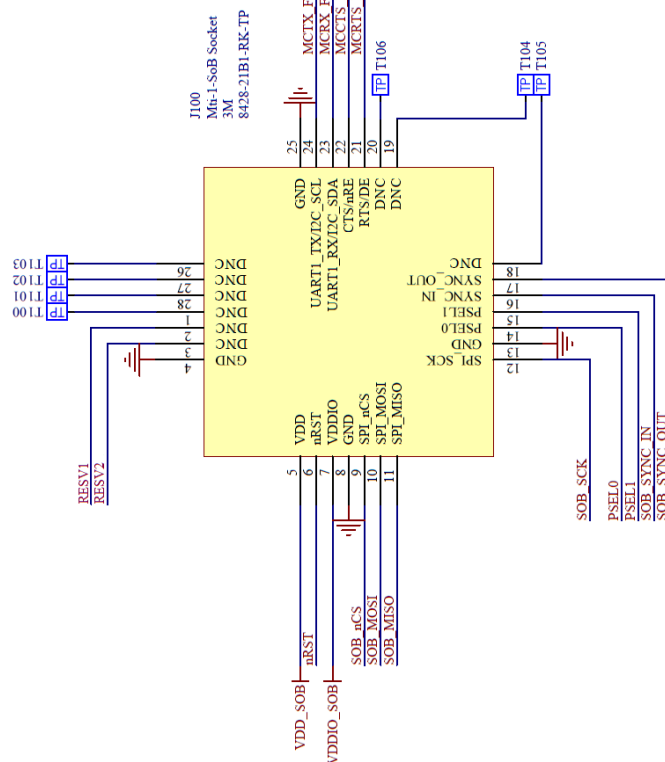 J100
Mti-1-SoB Socket
3M
8428-21B1-RK-TP
MCTX_F
MCRX_F
MCCTS
MCRTS
TP T106
TP T104
TP T105
25
24
23
22
21
20
19
GND
UART1_TX/I2C_SCL
UART1_RX/I2C_SDA
CTS/nRE
RTS/DE
DNC
DNC
T103 TP
T102 TP
T101 TP
T100 TP
26 DNC
27 DNC
28 DNC
1 DNC
2 DNC
3 DNC
4 GND
DNC 18
SYNC_OUT 17
SYNC_IN 16
PSEL1 15
PSEL0 14
GND 13
SPI_SCK 12
VDD
nRST
VDDIO
GND
SPI_nCS
SPI_MOSI
SPI_MISO
5
6
7
8
9
10
11
RESV1
RESV2
nRST
SOB_nCS
SOB_MOSI
SOB_MISO
VDD_SOB
VDDIO_SOB
SOB_SCK
PSEL0
PSEL1
SOB_SYNC_IN
SOB_SYNC_OUT